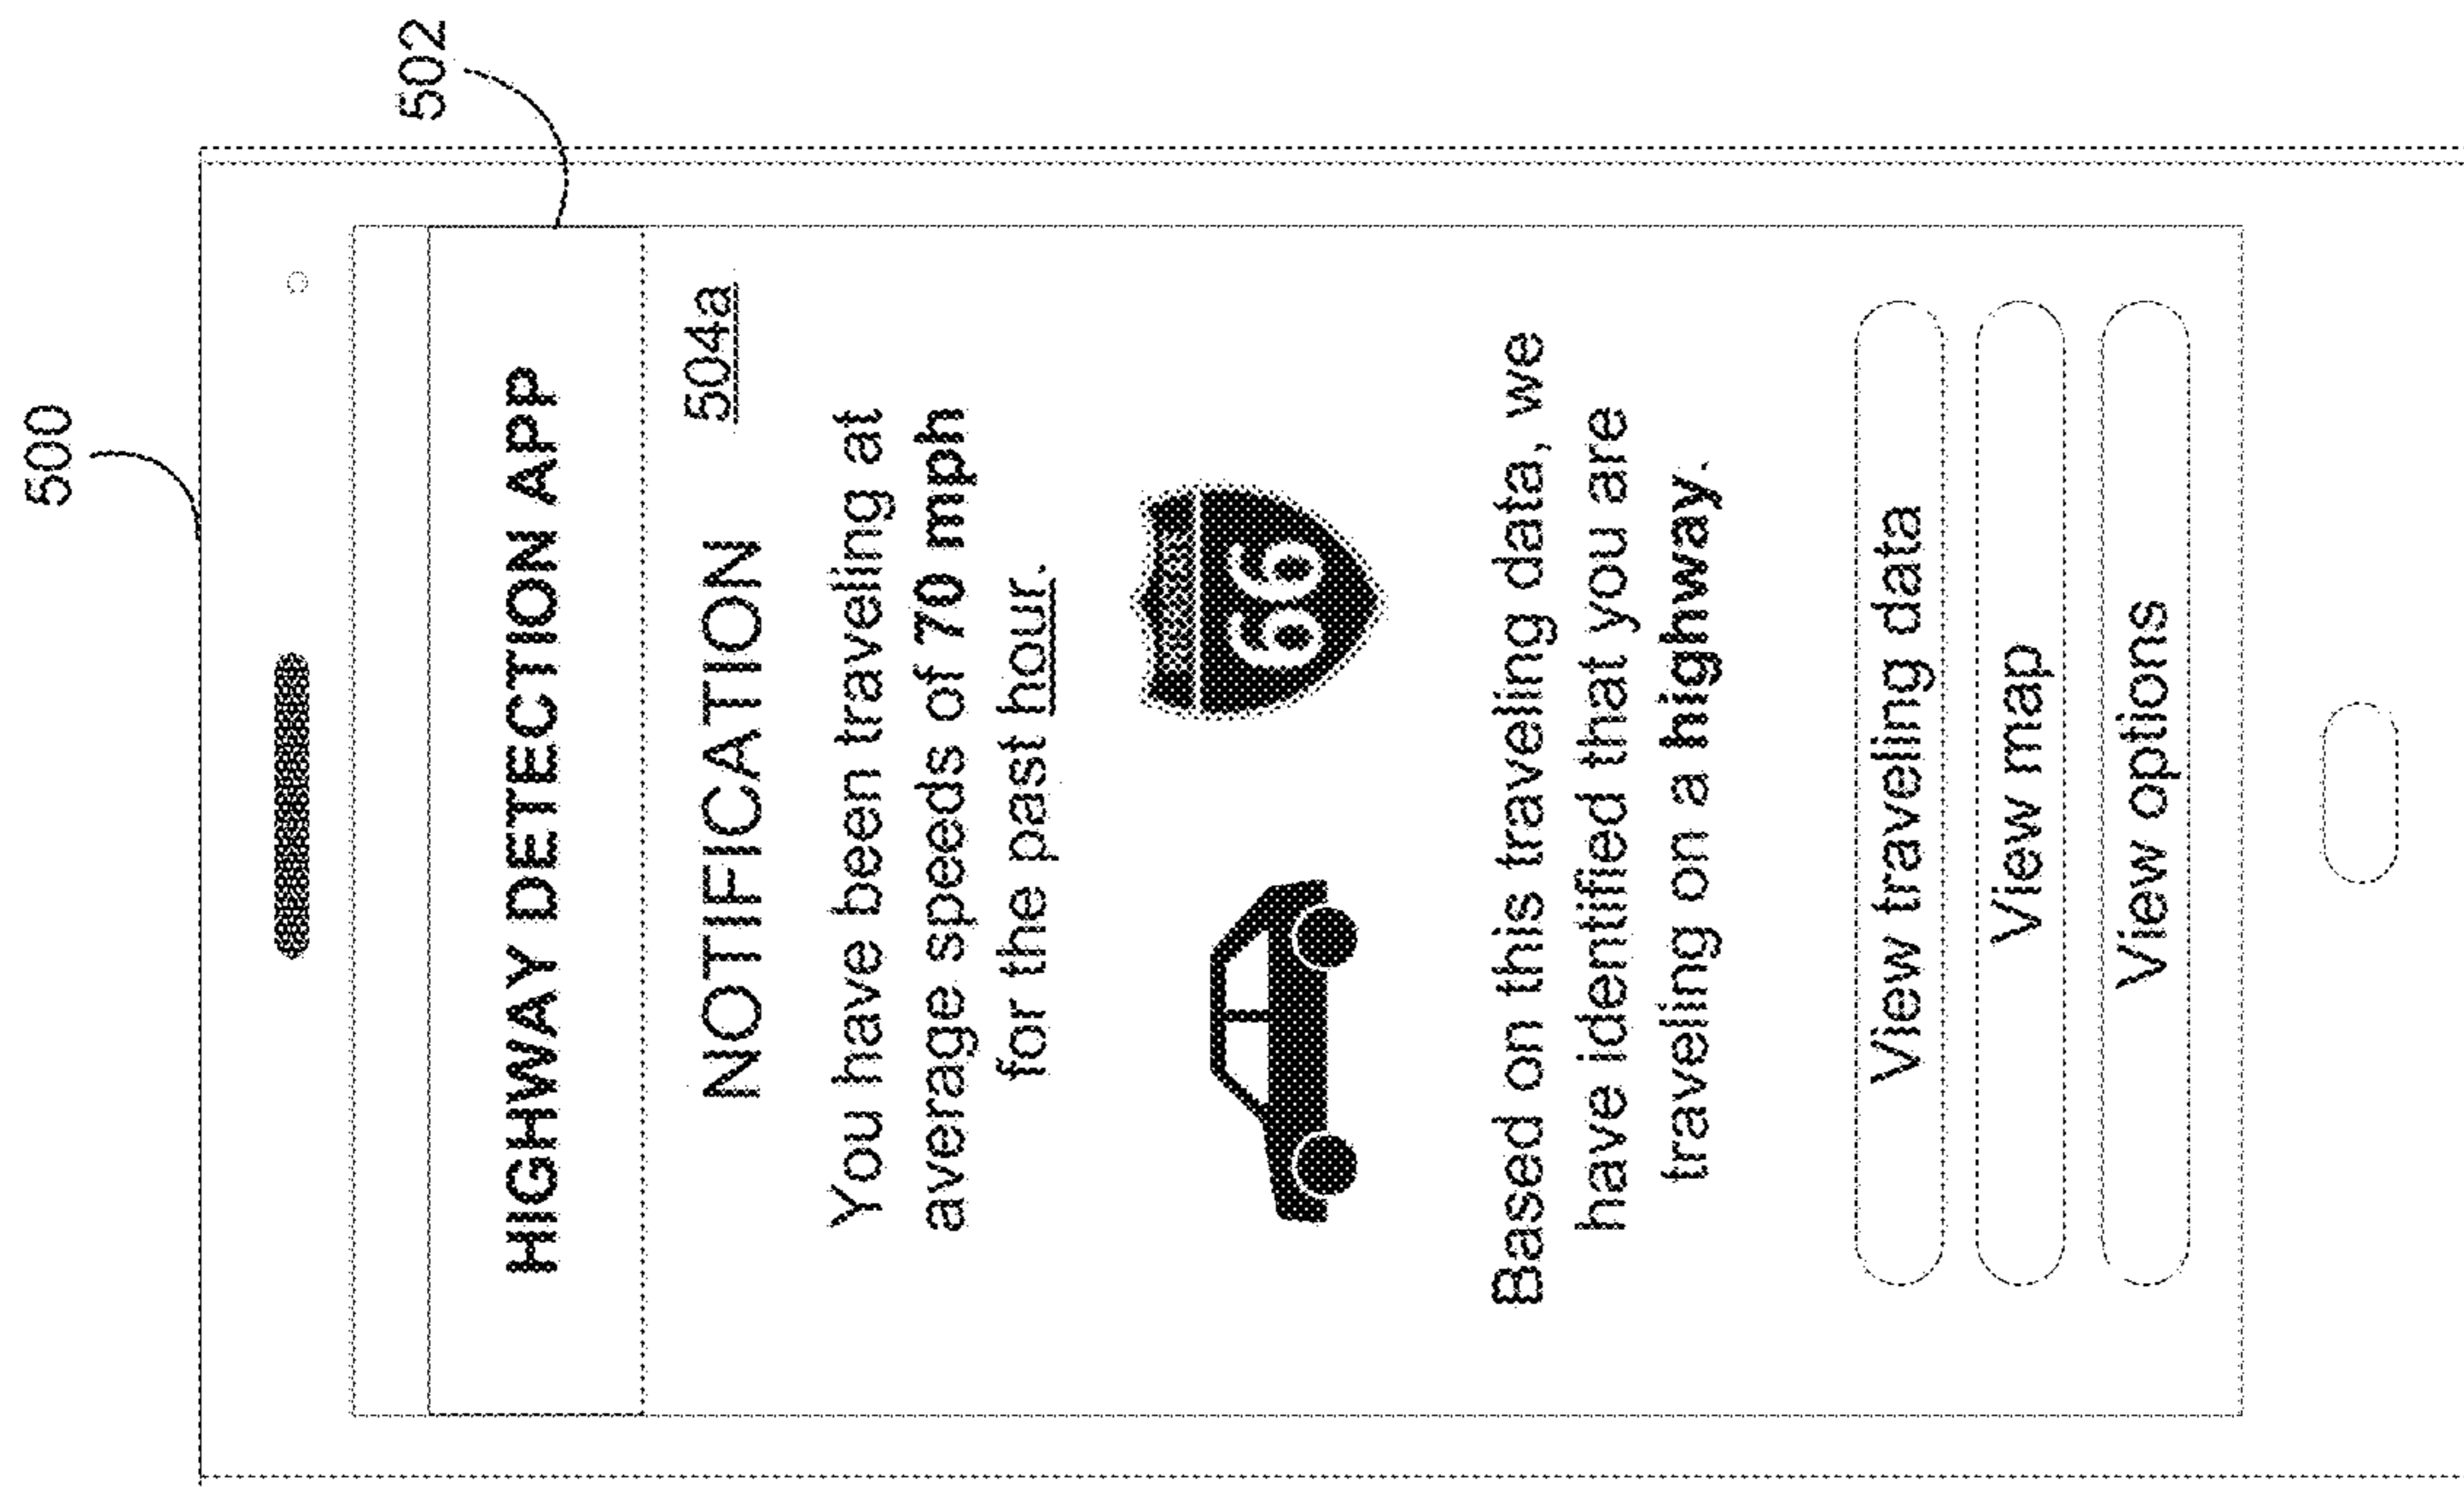 500
502
HIGHWAY DETECTION APP
NOTIFICATION 504a
You have been traveling at
average speeds of 70 mph
for the past hour.
66
Based on this traveling data, we
have identified that you are
traveling on a highway.
View traveling data
View map
View options